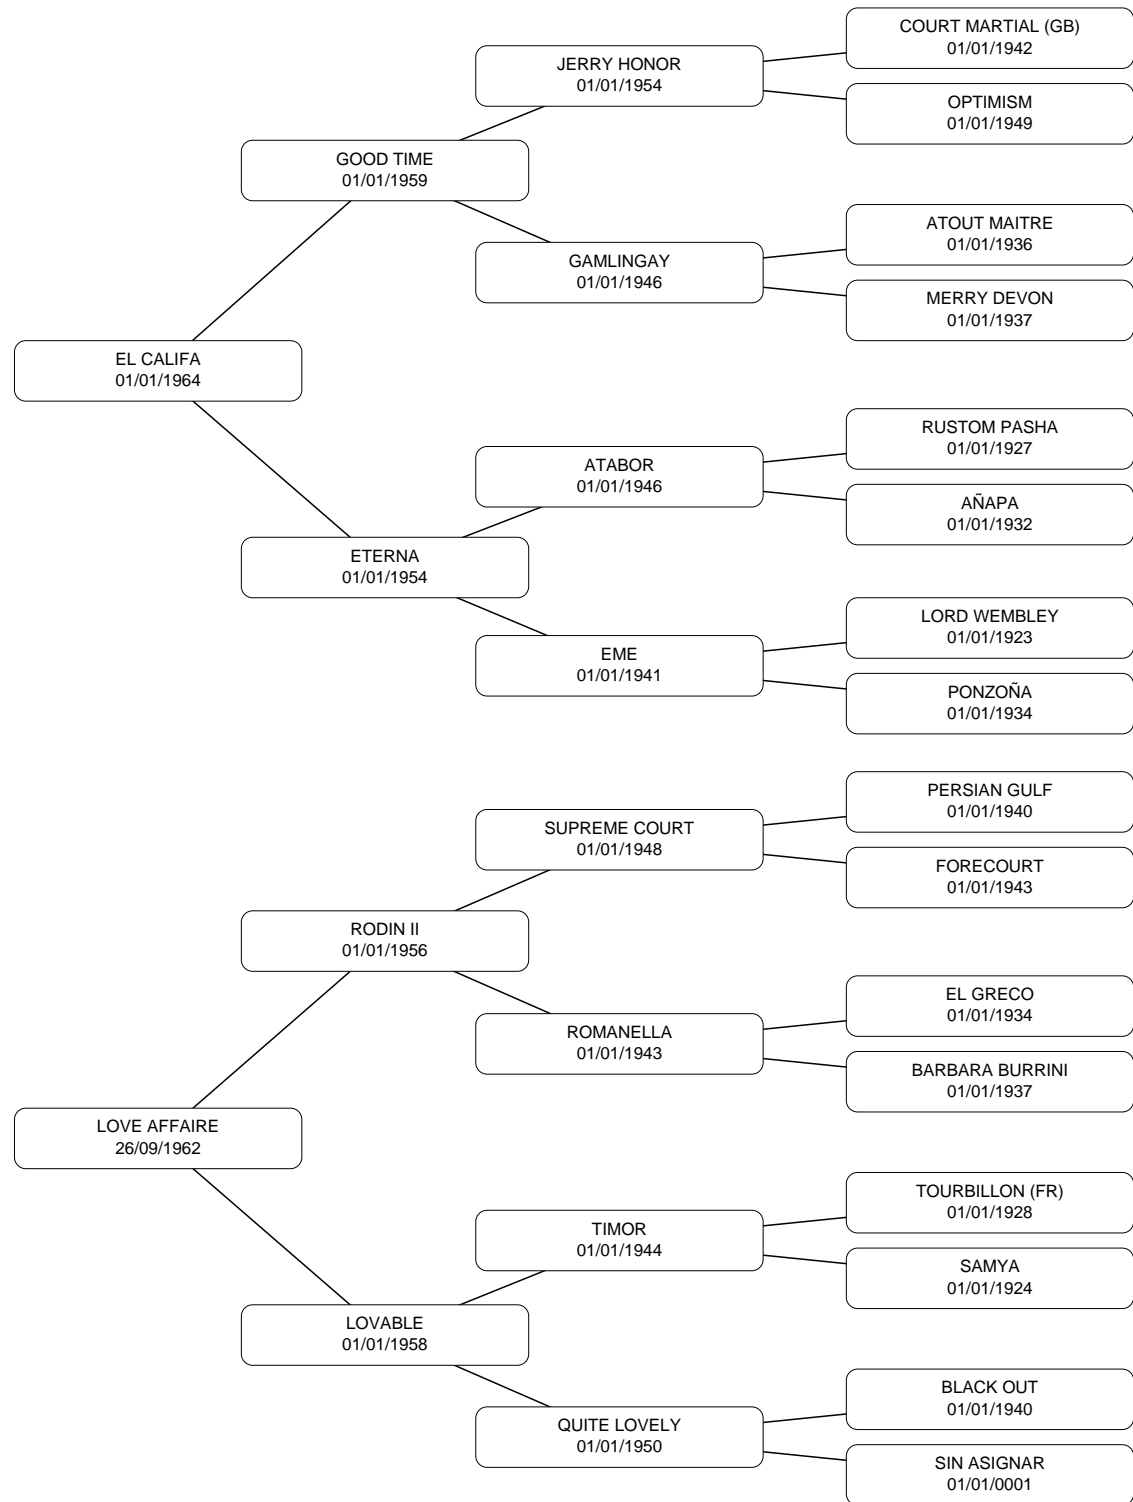 COURT MARTIAL (GB)
01/01/1942
JERRY HONOR
01/01/1954
OPTIMISM
01/01/1949
GOOD TIME
01/01/1959
ATOUT MAITRE
01/01/1936
GAMLINGAY
01/01/1946
MERRY DEVON
01/01/1937
EL CALIFA
01/01/1964
RUSTOM PASHA
01/01/1927
ATABOR
01/01/1946
AÑAPA
01/01/1932
ETERNA
01/01/1954
LORD WEMBLEY
01/01/1923
EME
01/01/1941
PONZOÑA
01/01/1934
PERSIAN GULF
01/01/1940
SUPREME COURT
01/01/1948
FORECOURT
01/01/1943
RODIN II
01/01/1956
EL GRECO
01/01/1934
ROMANELLA
01/01/1943
BARBARA BURRINI
01/01/1937
LOVE AFFAIRE
26/09/1962
TOURBILLON (FR)
01/01/1928
TIMOR
01/01/1944
SAMYA
01/01/1924
LOVABLE
01/01/1958
BLACK OUT
01/01/1940
QUITE LOVELY
01/01/1950
SIN ASIGNAR
01/01/0001